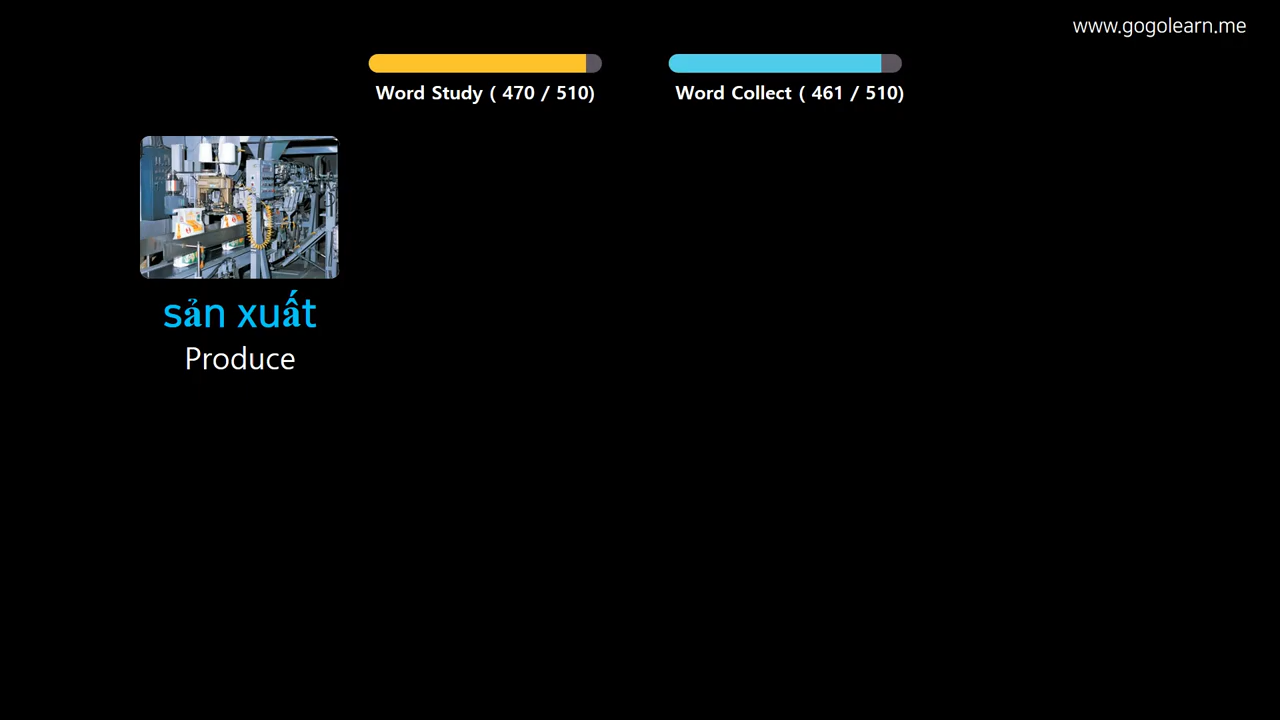 www.gogolearn.me
Word Study ( 470 / 510)
Word Collect ( 461 / 510)
sản xuất
Produce